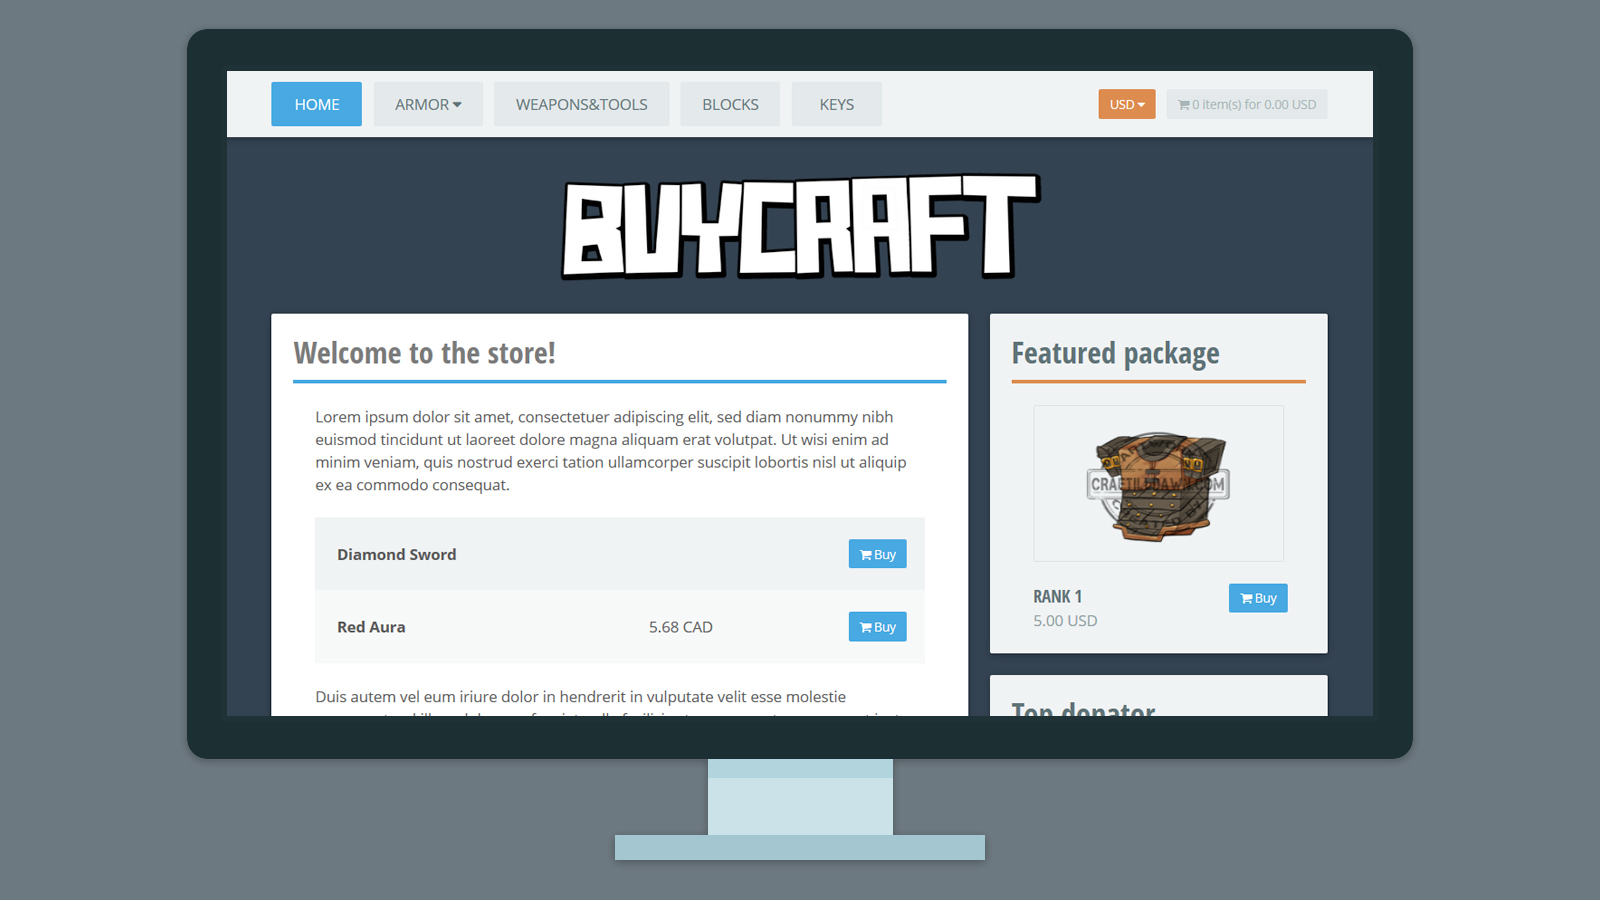 HOME
ARMOR
WEAPONS&TOOLS
BLOCKS
KEYS
USD
0 item(s) for 0.00 USD
BUYCRAFT
Welcome to the store!
Lorem ipsum dolor sit amet, consectetuer adipiscing elit, sed diam nonummy nibh
euismod tincidunt ut laoreet dolore magna aliquam erat volutpat. Ut wisi enim ad
minim veniam, quis nostrud exerci tation ullamcorper suscipit lobortis nisl ut aliquip
ex ea commodo consequat.
Diamond Sword
Buy
Red Aura
5.68 CAD
Buy
Duis autem vel eum iriure dolor in hendrerit in vulputate velit esse molestie
Featured package
CRAFTILLDAWN.COM
RANK 1
5.00 USD
Buy
Top donator